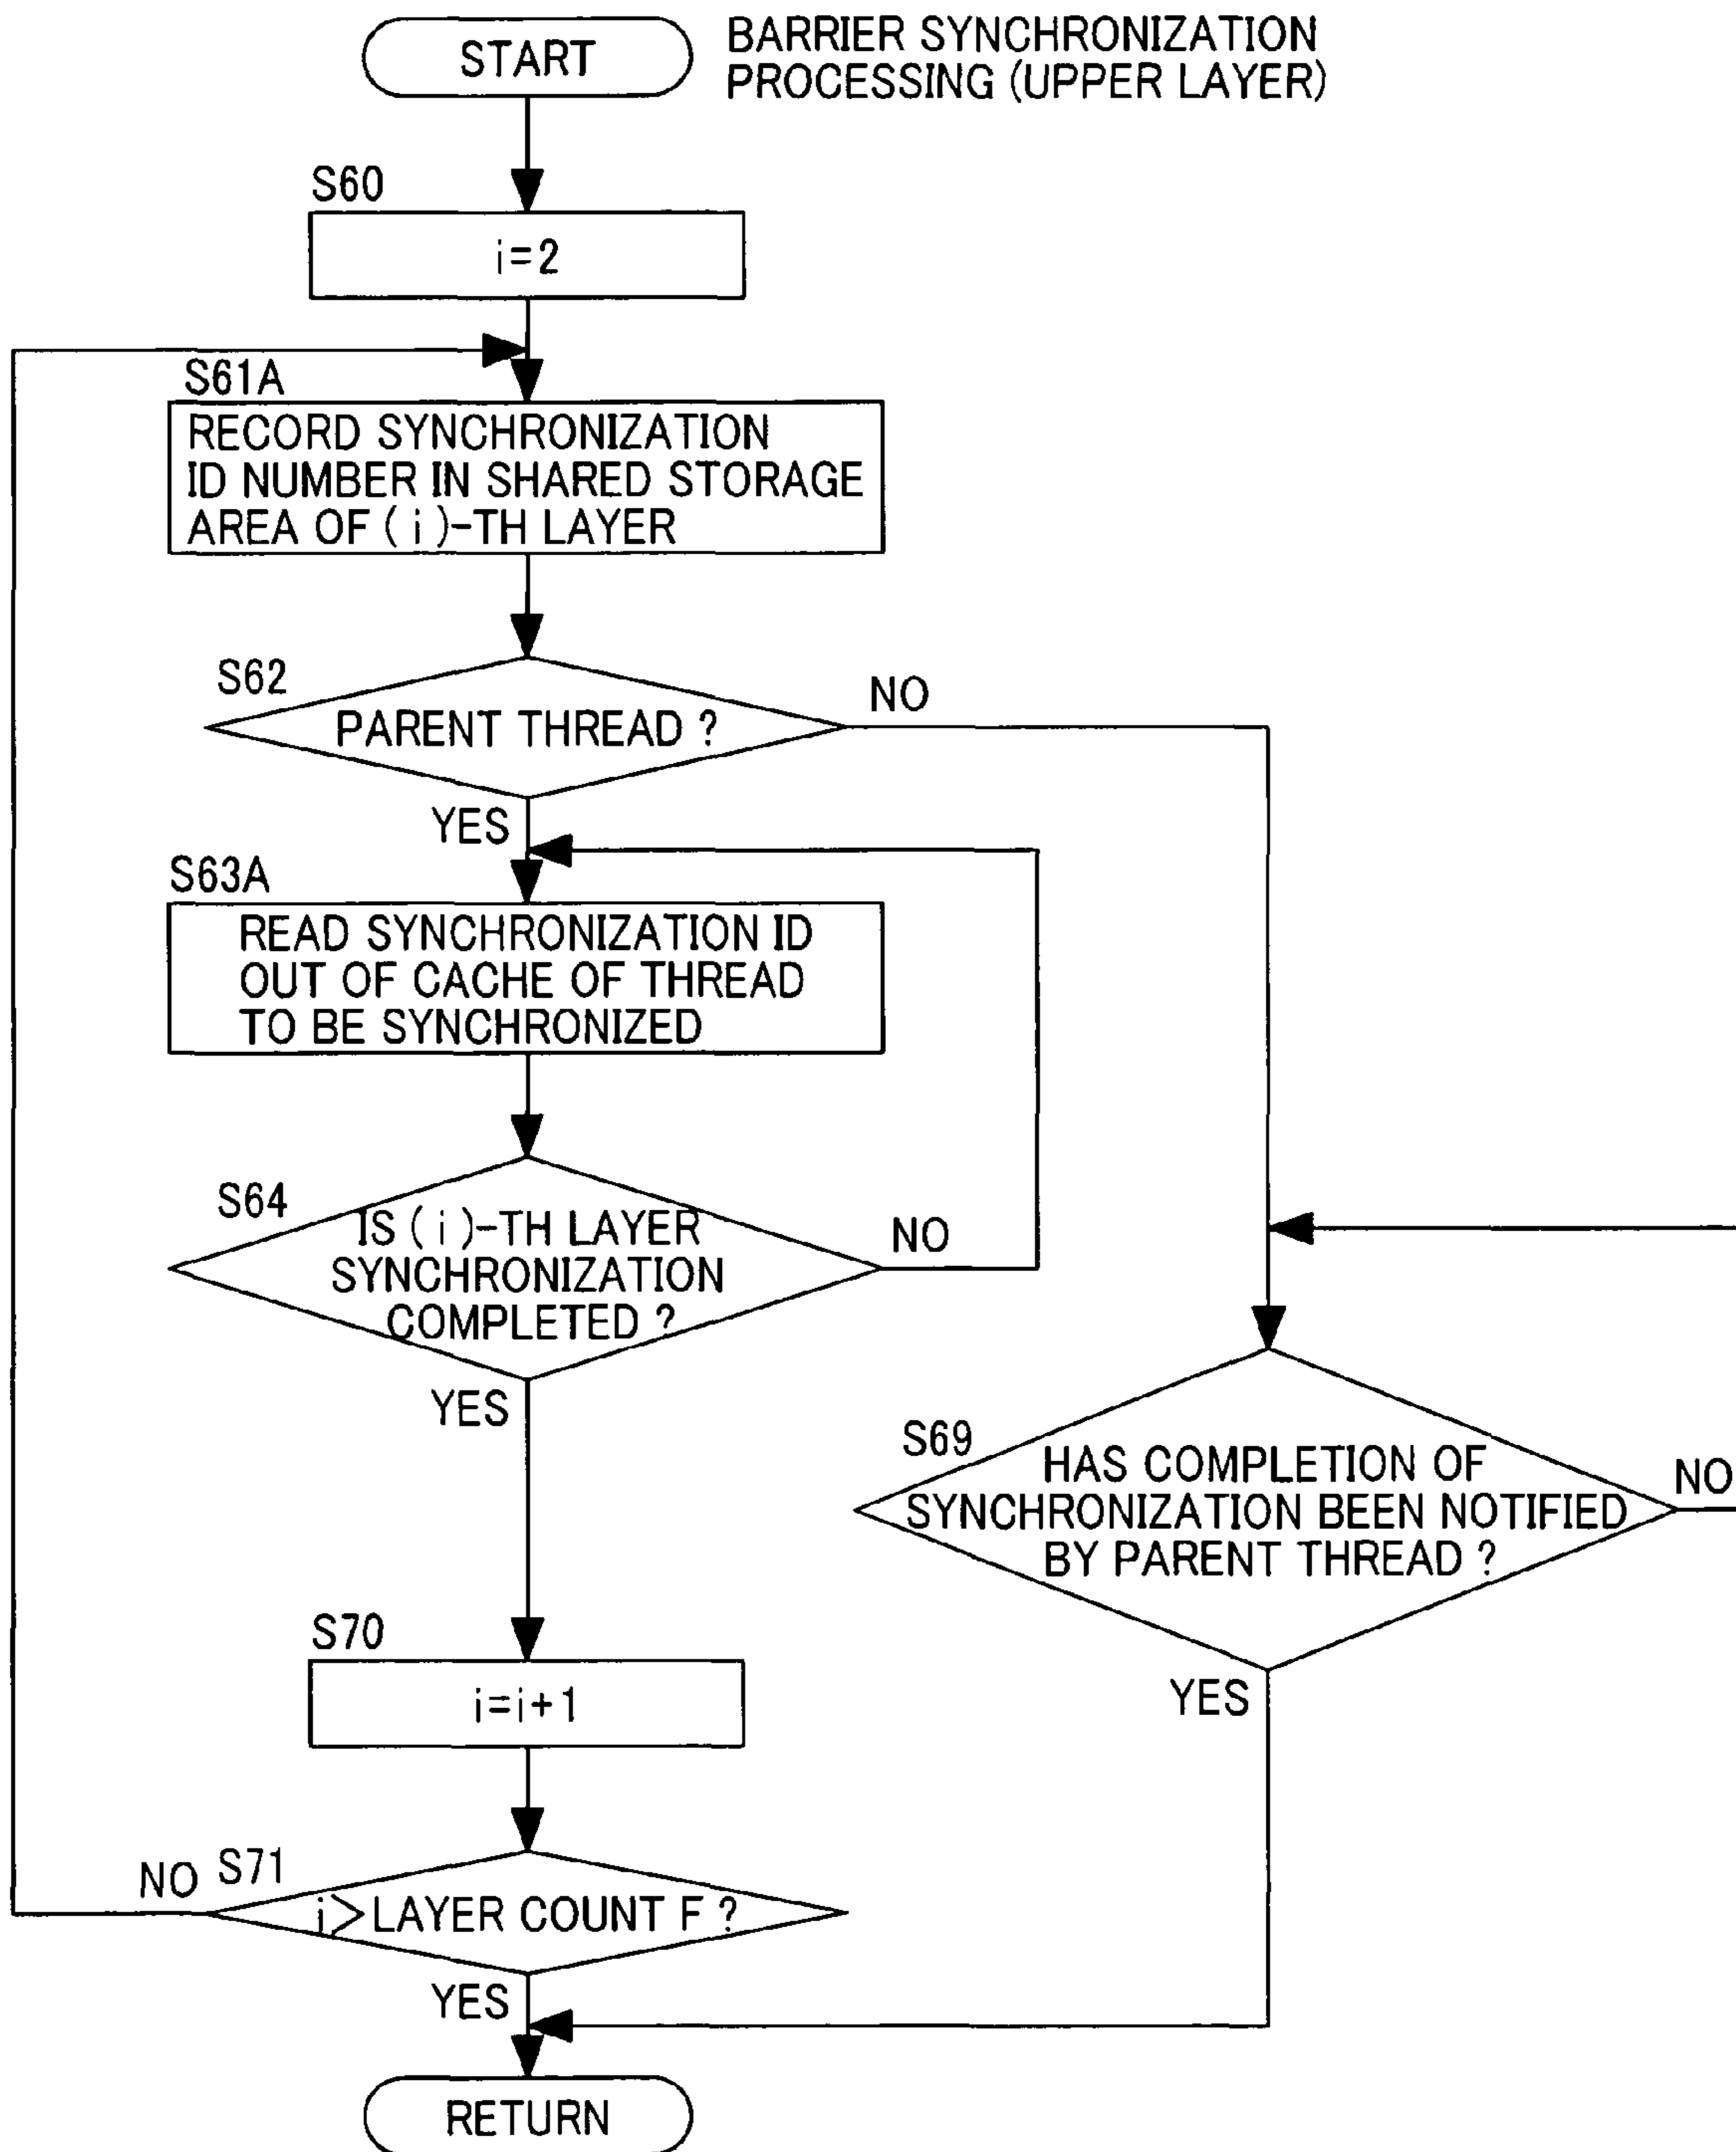 START
BARRIER SYNCHRONIZATION
PROCESSING (UPPER LAYER)
S60
i=2
S61A
RECORD SYNCHRONIZATION
ID NUMBER IN SHARED STORAGE
AREA OF (i)-TH LAYER
S62
PARENT THREAD ?
NO
YES
S63A
READ SYNCHRONIZATION ID
OUT OF CACHE OF THREAD
TO BE SYNCHRONIZED
S64
IS (i)-TH LAYER
SYNCHRONIZATION
COMPLETED ?
NO
YES
S69
HAS COMPLETION OF
SYNCHRONIZATION BEEN NOTIFIED
BY PARENT THREAD ?
NO
YES
S70
i=i+1
NO
S71
i>LAYER COUNT F ?
YES
RETURN